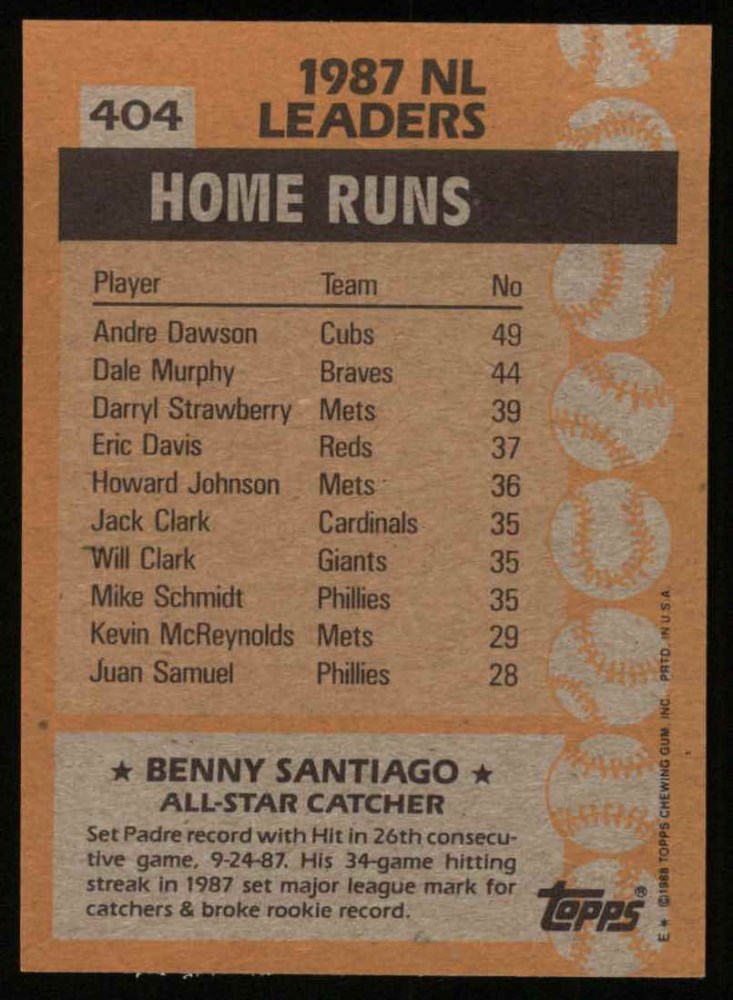 1987 NL
404
LEADERS
HOME RUNS
Player Team No
Andre Dawson Cubs 49
Dale Murphy Braves 44
Darryl Strawberry Mets 39
Eric Davis Reds 37
Howard Johnson Mets 36
Jack Clark Cardinals 35
Will Clark Giants 35
Mike Schmidt Phillies 35
Kevin McReynolds Mets 29
Juan Samuel Phillies 28
★ BENNY SANTIAGO ★
ALL-STAR CATCHER
Set Padre record with Hit in 26th consecu-
tive game, 9-24-87. His 34-game hitting
streak in 1987 set major league mark for
catchers & broke rookie record.
topps®
E * ©1988 TOPPS CHEWING GUM, INC. PRTD. IN U.S.A.